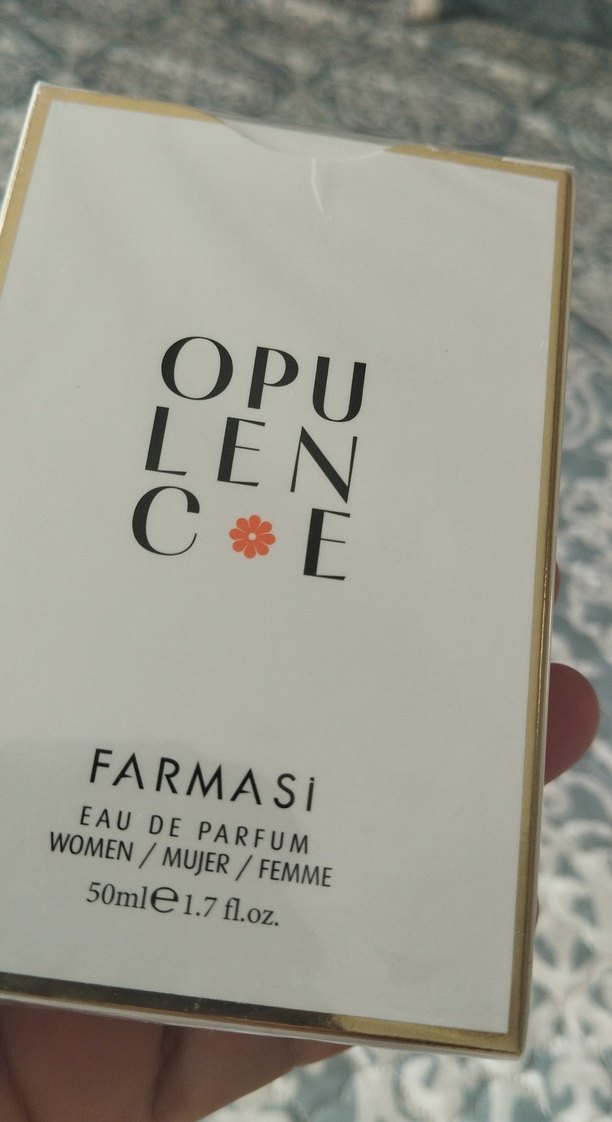 OPU
LEN
C E
FARMASi
EAU DE PARFUM
WOMEN / MUJER / FEMME
50ml℮1.7 fl.oz.